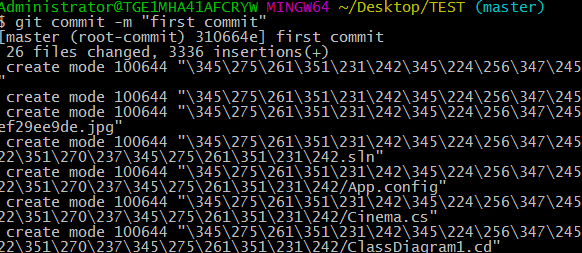 Administrator@TGE1MHA41AFCRYW MINGW64 ~/Desktop/TEST (master)
$ git commit -m "first commit"
[master (root-commit) 310664e] first commit
 26 files changed, 3336 insertions(+)
 create mode 100644 "\345\275\261\351\231\242\345\224\256\347\245
"
 create mode 100644 "\345\275\261\351\231\242\345\224\256\347\245
 create mode 100644 "\345\275\261\351\231\242\345\224\256\347\245
ef29ee9de.jpg"
 create mode 100644 "\345\275\261\351\231\242\345\224\256\347\245
22\351\270\237\345\275\261\351\231\242.sln"
 create mode 100644 "\345\275\261\351\231\242\345\224\256\347\245
22\351\270\237\345\275\261\351\231\242/App.config"
 create mode 100644 "\345\275\261\351\231\242\345\224\256\347\245
22\351\270\237\345\275\261\351\231\242/Cinema.cs"
 create mode 100644 "\345\275\261\351\231\242\345\224\256\347\245
22\351\270\237\345\275\261\351\231\242/ClassDiagram1.cd"